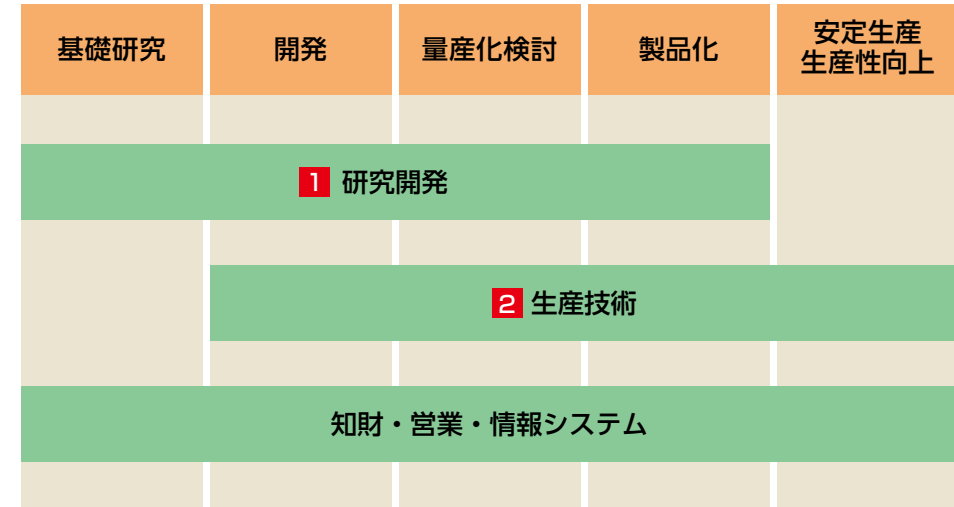 基礎研究
開発
量産化検討
製品化
安定生産
生産性向上
1 研究開発
2 生産技術
知財・営業・情報システム